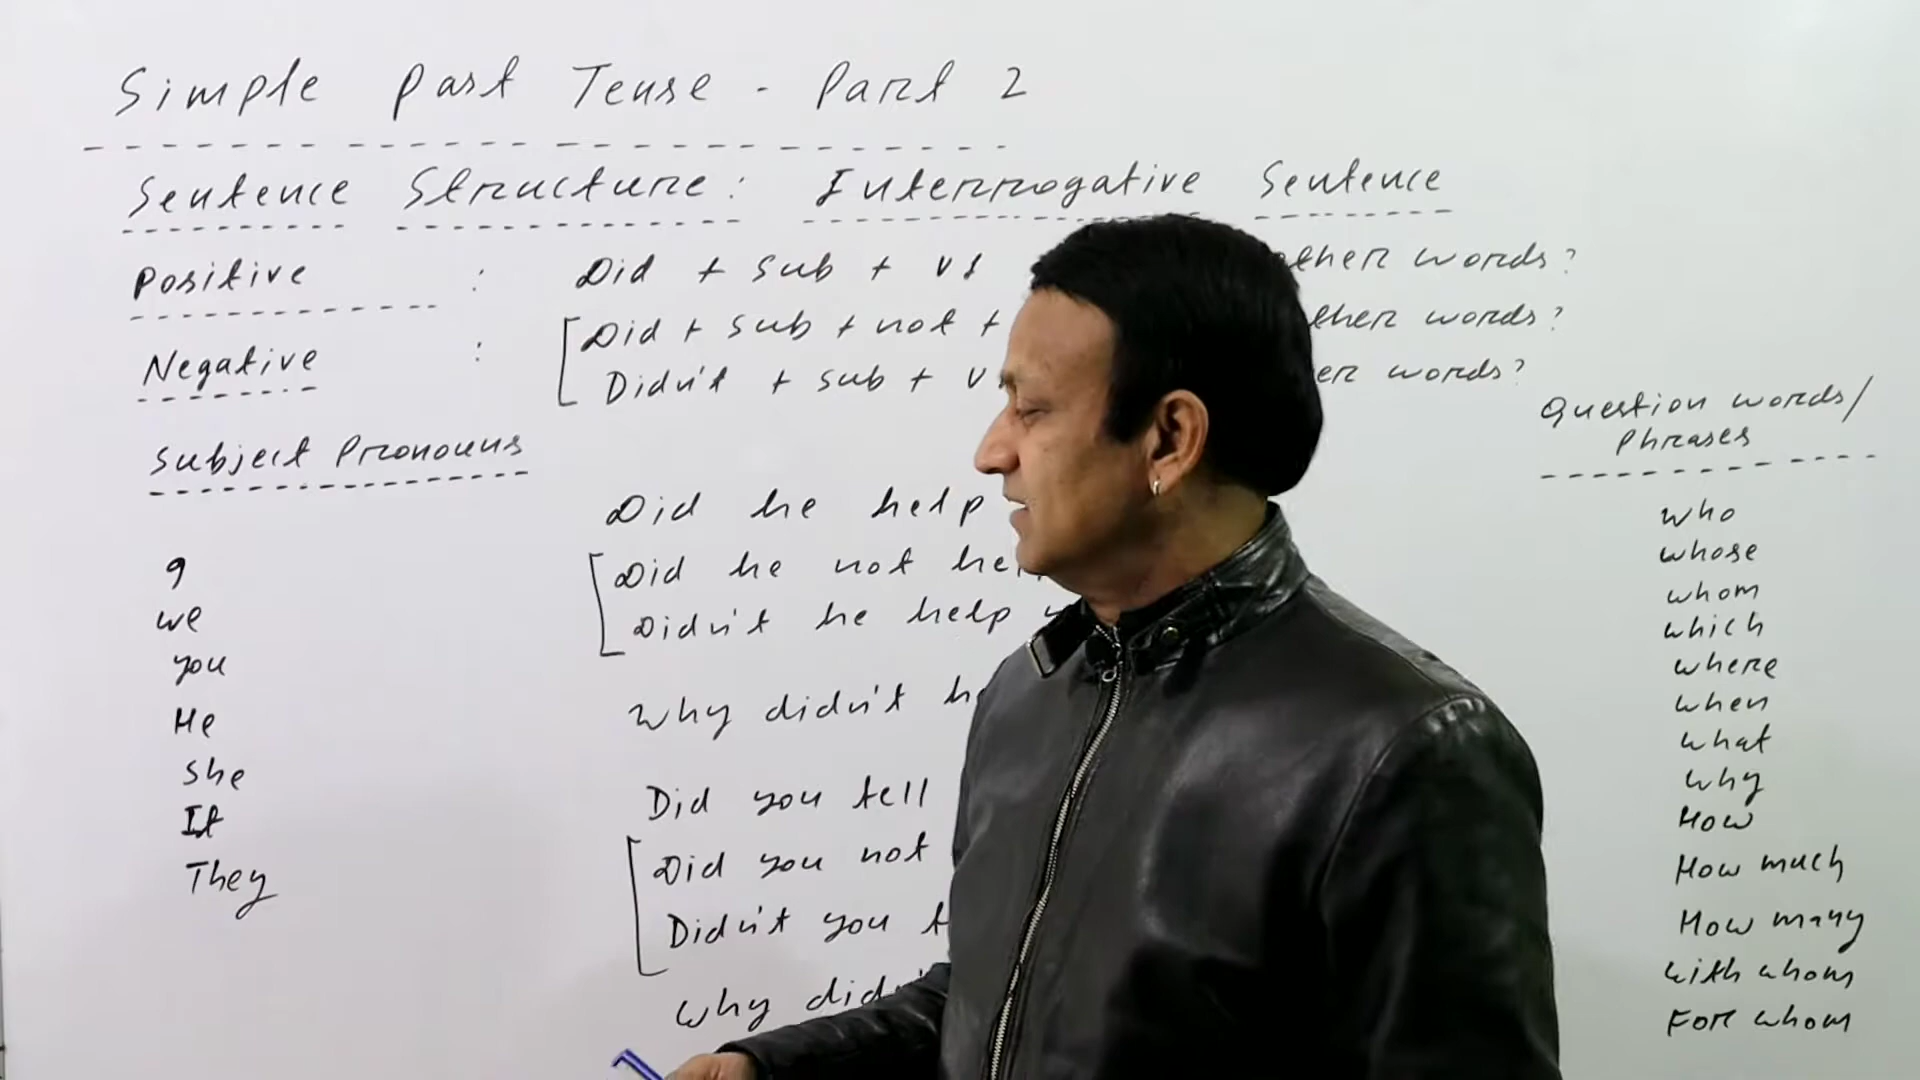 Simple Past Tense - Part 2
Sentence Structure: Interrogative Sentence
Positive : Did + sub + V1 other words?
Negative : Did + sub + not + other words?
Didn't + sub + words?
Subject Pronouns
I
we
you
He
She
It
They
Did he help
Did he not
Didn't he help
Why didn't
Did you tell
Did you not
Didn't you
Why
Question words/
Phrases
who
whose
whom
which
where
when
what
why
How
How much
How many
with whom
For whom